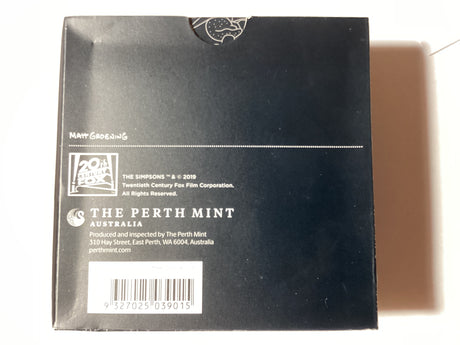 MATT GROENING
20TH
CENTURY
FOX
THE SIMPSONS ™ & © 2019
Twentieth Century Fox Film Corporation.
All Rights Reserved.
THE PERTH MINT
AUSTRALIA
Produced and inspected by The Perth Mint
310 Hay Street, East Perth, WA 6004, Australia
perthmint.com
9 327025 039015